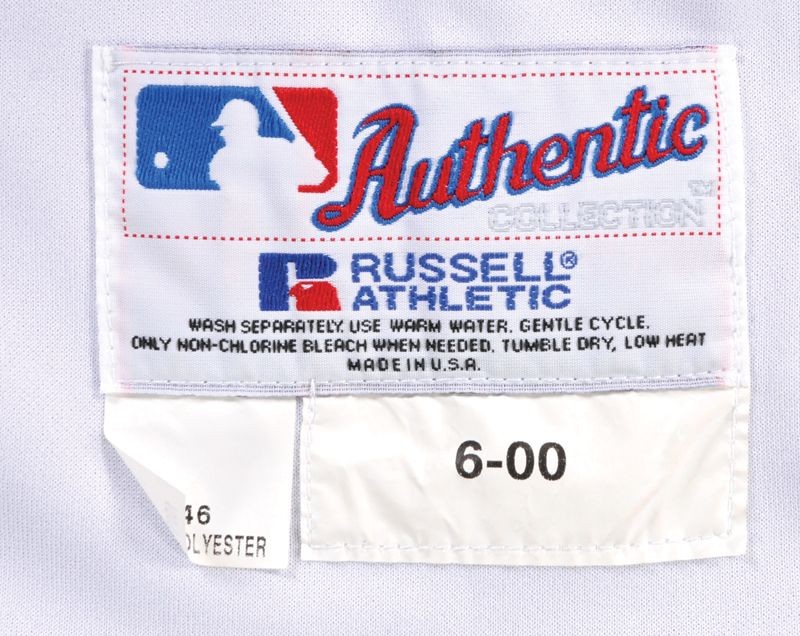 Authentic
COLLECTION™
RUSSELL®
ATHLETIC
WASH SEPARATELY. USE WARM WATER. GENTLE CYCLE.
ONLY NON-CHLORINE BLEACH WHEN NEEDED. TUMBLE DRY, LOW HEAT
MADE IN U.S.A.
6-00
46
OLYESTER